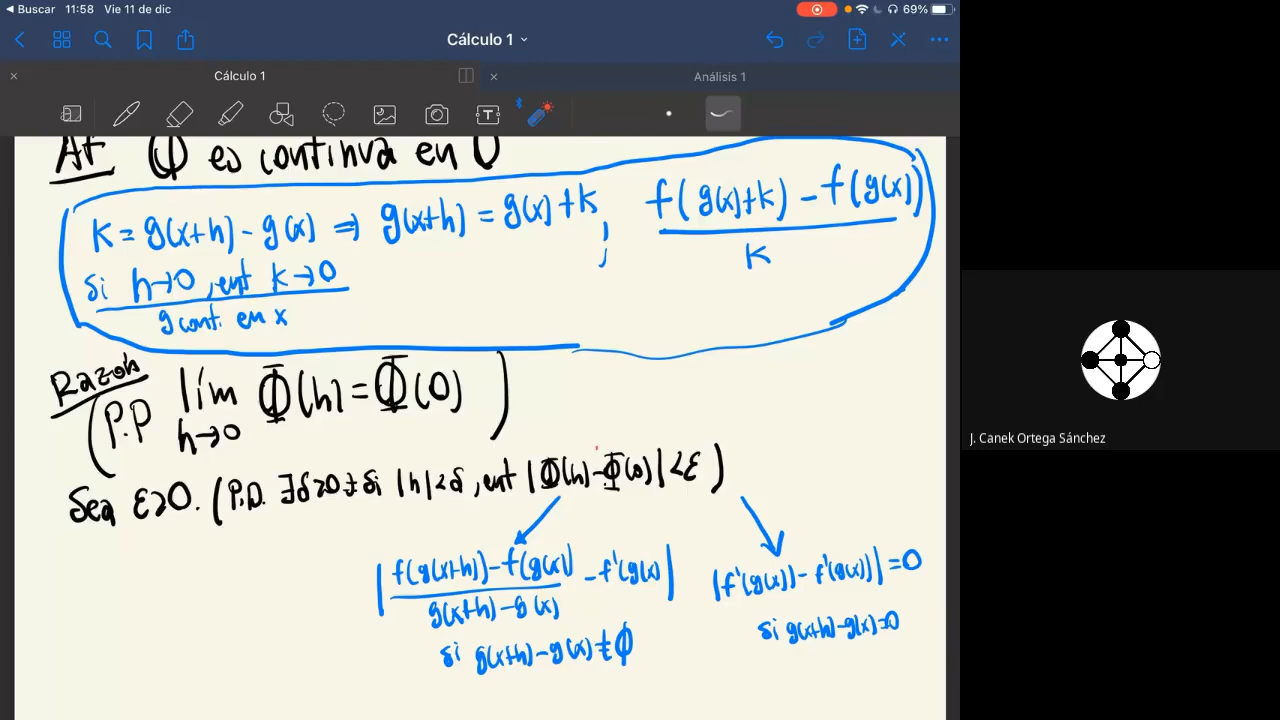 Buscar 11:58 Vie 11 de dic 69%
Cálculo 1
Cálculo 1 Análisis 1
Af Φ es continua en 0
k = g(x+h) - g(x) ⇒ g(x+h) = g(x) + k ; f(g(x)+k) - f(g(x))
k
si h→0, ent k→0
g cont. en x
Razón
(P.P lím Φ(h) = Φ(0))
h→0
Sea ε>0. (P.D. ∃δ>0 t si |h|<δ, ent |Φ(h)-Φ(0)|<ε)
|f(g(x+h))-f(g(x)) - f'(g(x)| |f'(g(x))-f'(g(x))|=0
g(x+h)-g(x)
si g(x+h)-g(x)≠0 si g(x+h)-g(x)=0
J. Canek Ortega Sánchez